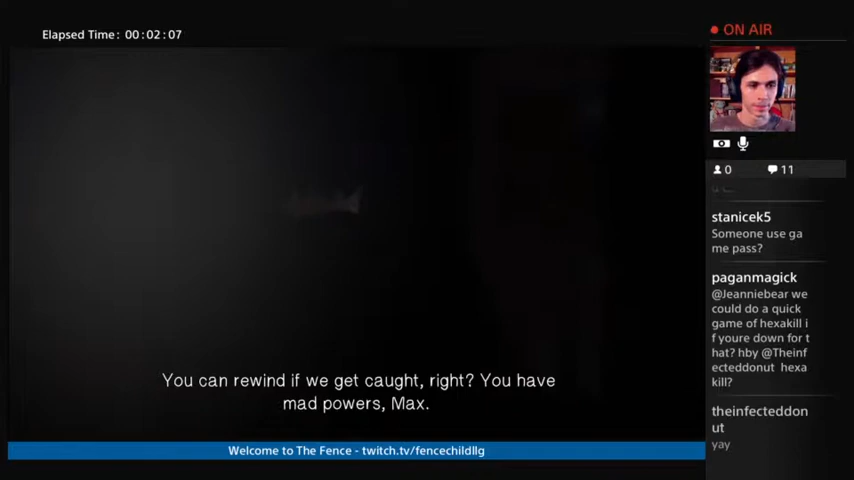 Elapsed Time: 00:02:07
ON AIR
0
11
stanicek5
Someone use ga
me pass?
paganmagick
@Jeanniebear we
could do a quick
game of hexakill i
f youre down for t
hat? hby @Theinf
ecteddonut hexa
kill?
theinfecteddon
ut
yay
You can rewind if we get caught, right? You have
mad powers, Max.
Welcome to The Fence - twitch.tv/fencechildllg